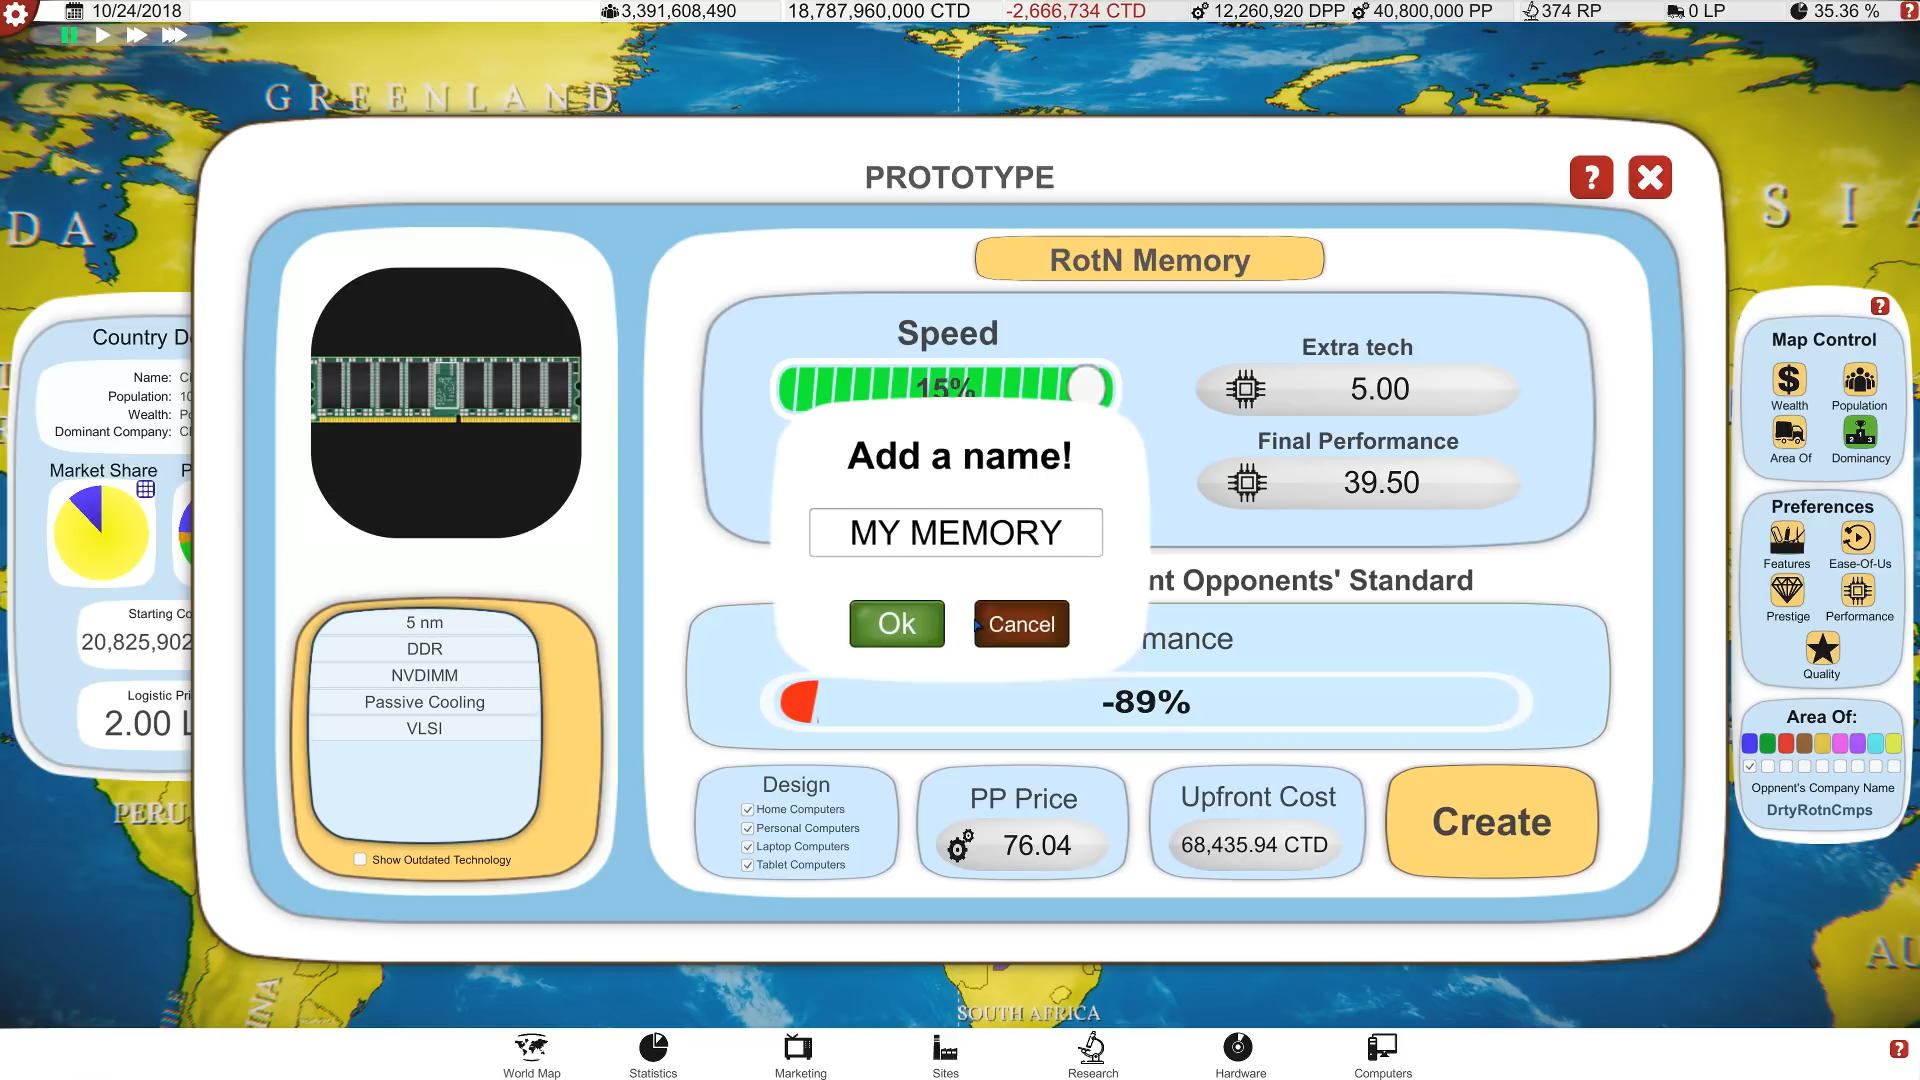 10/24/2018
3,391,608,490
18,787,960,000 CTD
-2,666,734 CTD
12,260,920 DPP
40,800,000 PP
374 RP
0 LP
35.36 %
?
GREENLAND
DA
S I
PROTOTYPE
?
RotN Memory
Speed
15%
Extra tech
5.00
Final Performance
39.50
Add a name!
MY MEMORY
Ok
Cancel
nt Opponents' Standard
mance
-89%
5 nm
DDR
NVDIMM
Passive Cooling
VLSI
Show Outdated Technology
Design
Home Computers
Personal Computers
Laptop Computers
Tablet Computers
PP Price
76.04
Upfront Cost
68,435.94 CTD
Create
Country D
Name:
Population: 10
Wealth:
Dominant Company:
Market Share
P
Starting Co
20,825,902
Logistic Pri
2.00
?
Map Control
Wealth
Population
Area Of
Dominancy
Preferences
Features
Ease-Of-Us
Prestige
Performance
Quality
Area Of:
Oppnent's Company Name
DrtyRotnCmps
PERU
INA
AU
SOUTH AFRICA
World Map
Statistics
Marketing
Sites
Research
Hardware
Computers
?